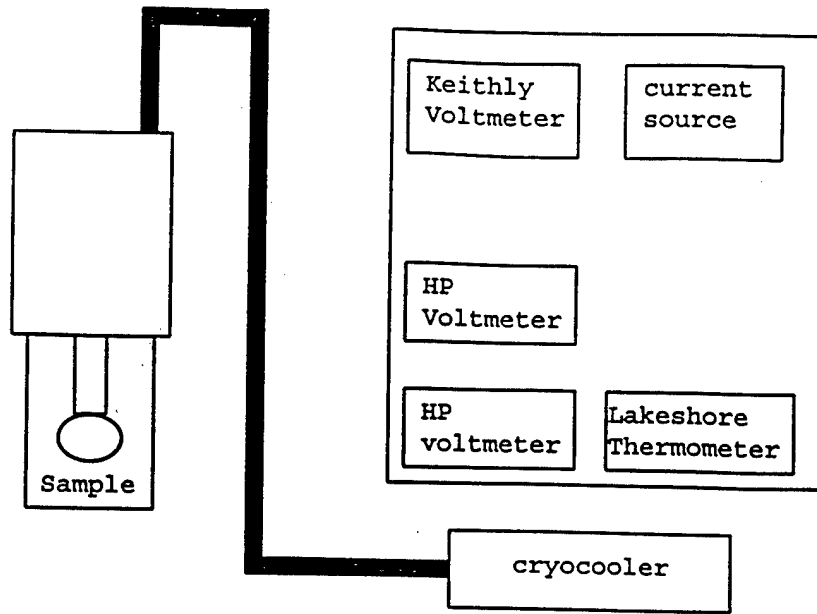 Keithly
Voltmeter
current
source
HP
Voltmeter
HP
voltmeter
Lakeshore
Thermometer
Sample
cryocooler